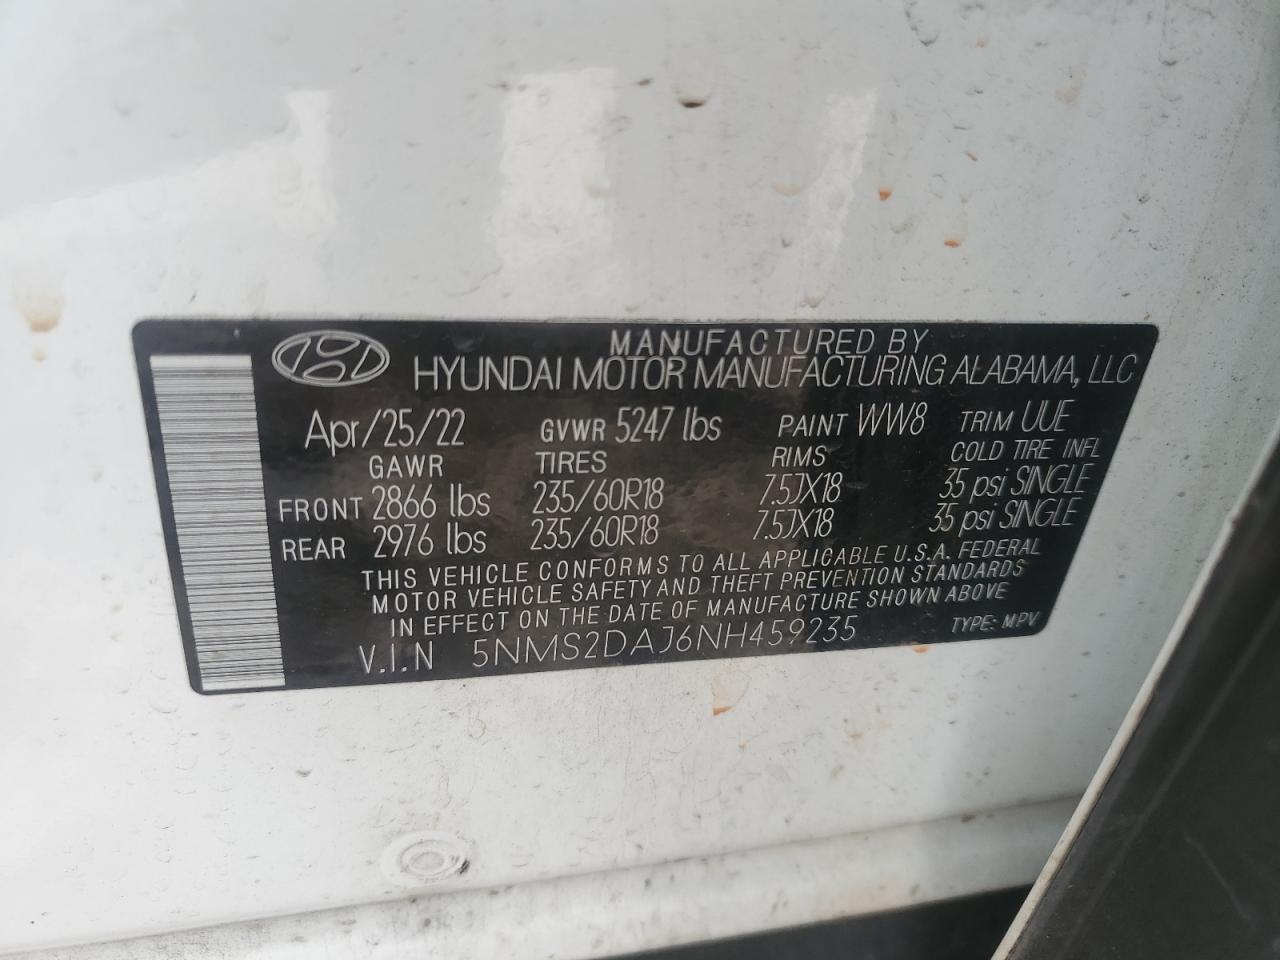 MANUFACTURED BY
HYUNDAI MOTOR MANUFACTURING ALABAMA, LLC
Apr/25/22 GVWR 5247 lbs PAINT WW8 TRIM UUE
GAWR TIRES RIMS COLD TIRE INFL
FRONT 2866 lbs 235/60R18 7.5JX18 35 psi SINGLE
REAR 2976 lbs 235/60R18 7.5JX18 35 psi SINGLE
THIS VEHICLE CONFORMS TO ALL APPLICABLE U.S.A. FEDERAL
MOTOR VEHICLE SAFETY AND THEFT PREVENTION STANDARDS
IN EFFECT ON THE DATE OF MANUFACTURE SHOWN ABOVE
V.I.N 5NMS2DAJ6NH459235 TYPE: MPV